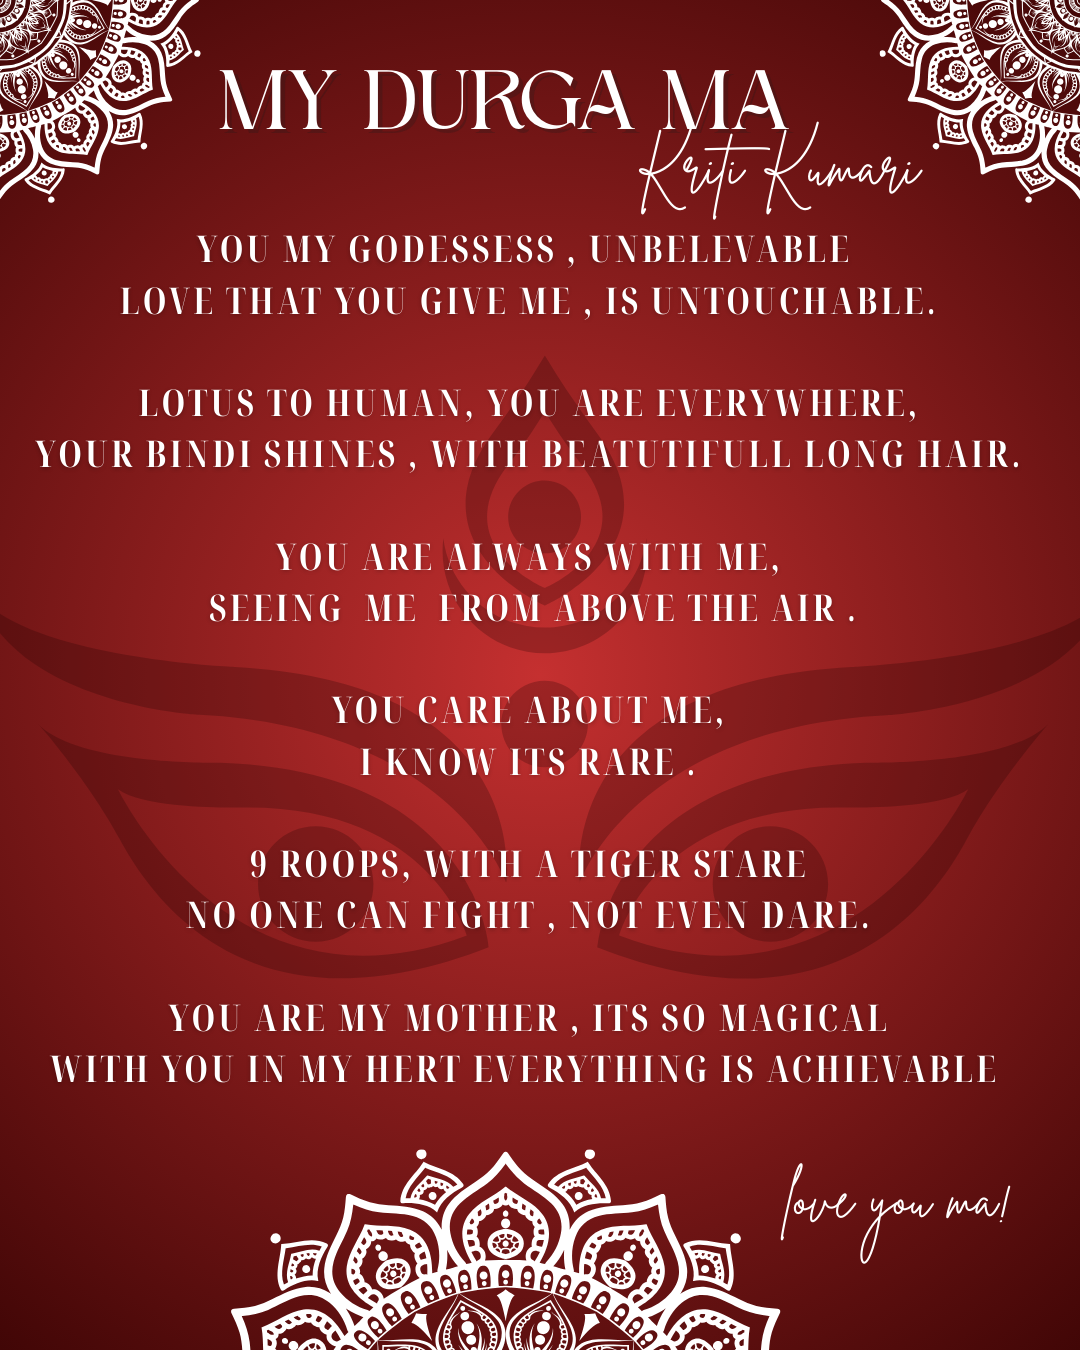 MY DURGA MA
Kriti Kumari
YOU MY GODESSESS , UNBELEVABLE
LOVE THAT YOU GIVE ME , IS UNTOUCHABLE.
LOTUS TO HUMAN, YOU ARE EVERYWHERE,
YOUR BINDI SHINES , WITH BEATUTIFULL LONG HAIR.
YOU ARE ALWAYS WITH ME,
SEEING  ME  FROM ABOVE THE AIR .
YOU CARE ABOUT ME,
I KNOW ITS RARE .
9 ROOPS, WITH A TIGER STARE
NO ONE CAN FIGHT , NOT EVEN DARE.
YOU ARE MY MOTHER , ITS SO MAGICAL
WITH YOU IN MY HERT EVERYTHING IS ACHIEVABLE
love you ma!